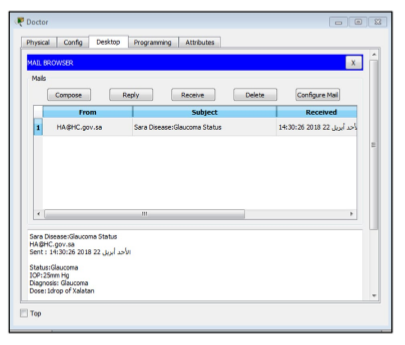 Doctor
Physical Config Desktop Programming Attributes
MAIL BROWSER X
Mails
Compose Reply Receive Delete Configure Mail
From Subject Received
1 HA@HC.gov.sa Sara Disease:Glaucoma Status الأحد أبريل 22 2018 14:30:26
Sara Disease:Glaucoma Status
HA@HC.gov.sa
Sent : الأحد أبريل 22 2018 14:30:26
Status:Glaucoma
IOP:25mm Hg
Diagnosis: Glaucoma
Dose: 1drop of Xalatan
Top